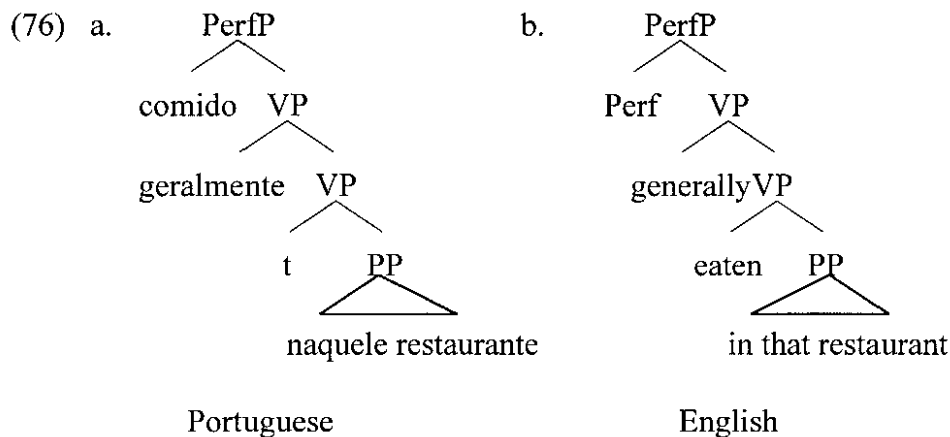 (76) a. PerfP b. PerfP
comido VP Perf VP
geralmente VP generally VP
t PP eaten PP
naquele restaurante in that restaurant
Portuguese English